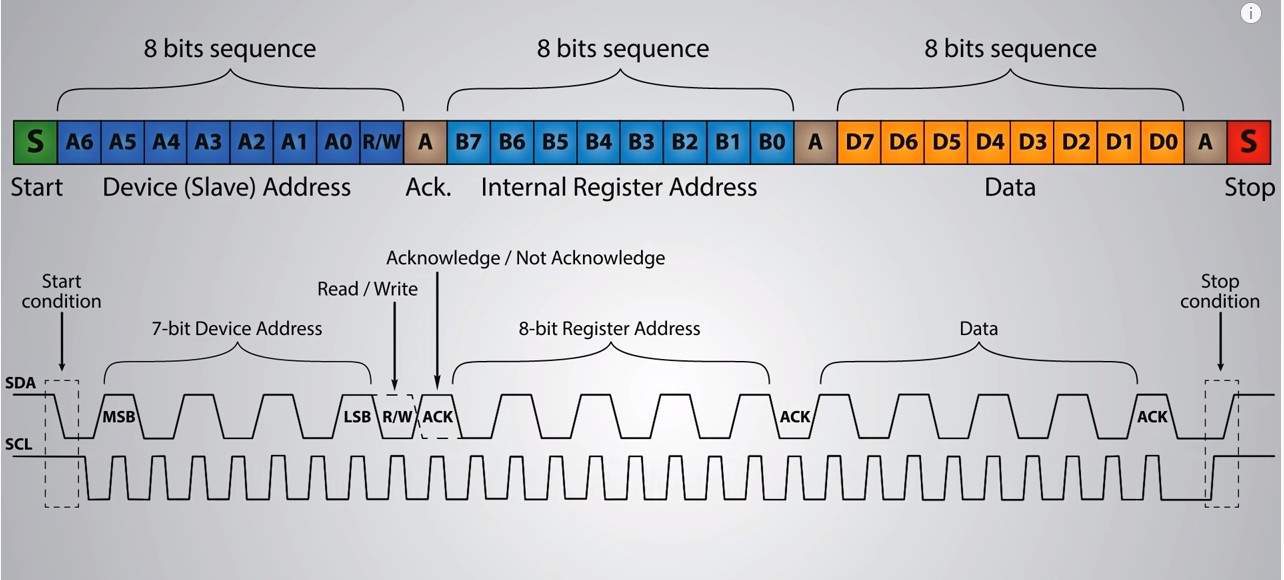 i
8 bits sequence 8 bits sequence 8 bits sequence
S A6 A5 A4 A3 A2 A1 A0 R/W A B7 B6 B5 B4 B3 B2 B1 B0 A D7 D6 D5 D4 D3 D2 D1 D0 A S
Start Device (Slave) Address Ack. Internal Register Address Data Stop
Acknowledge / Not Acknowledge
Start
condition
Read / Write
Stop
condition
7-bit Device Address 8-bit Register Address Data
SDA
MSB LSB R/W ACK ACK ACK
SCL